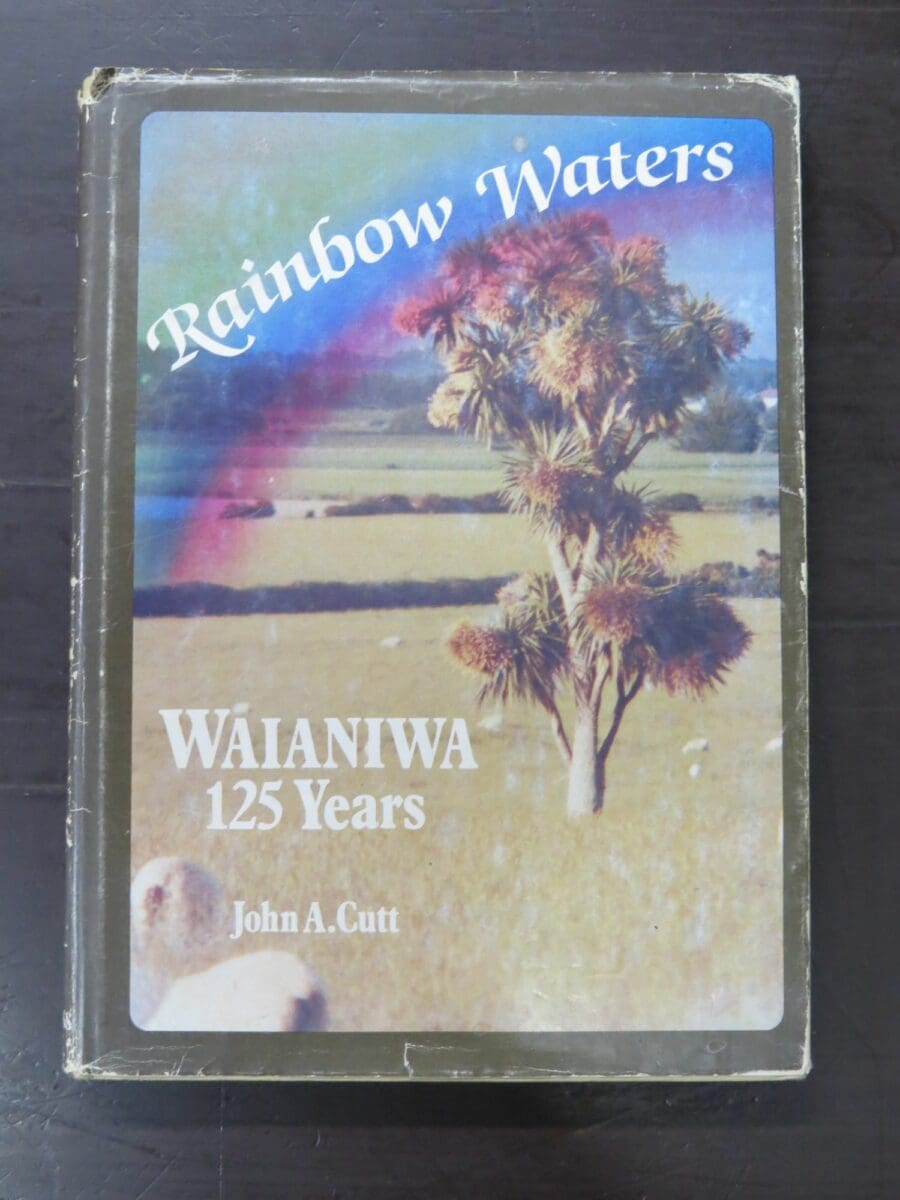 Rainbow Waters
WAIANIWA
125 Years
John A. Cutt